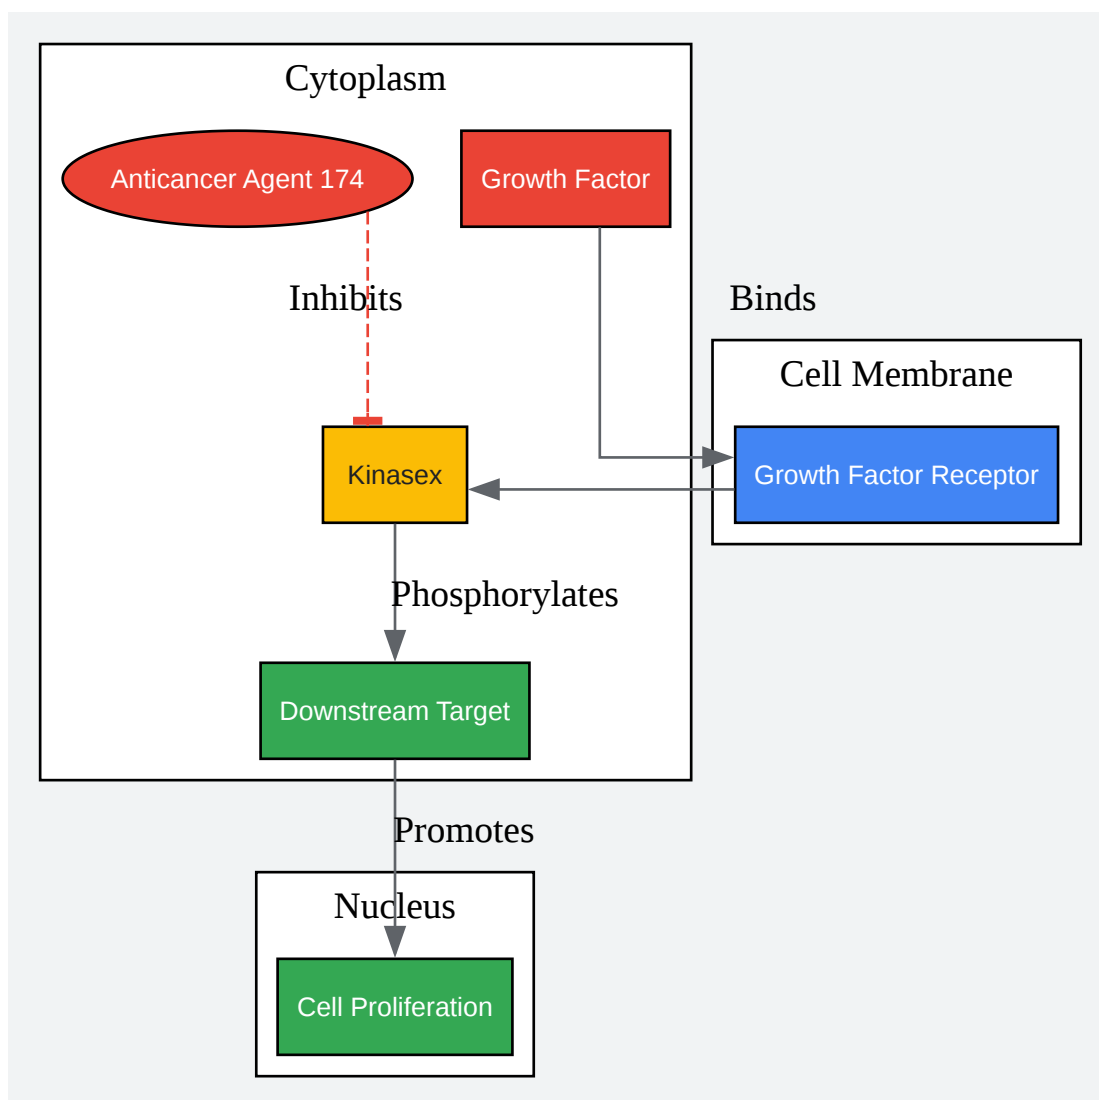 Cytoplasm
Anticancer Agent 174
Growth Factor
Inhibits
Binds
Cell Membrane
Kinasex
Growth Factor Receptor
Phosphorylates
Downstream Target
Promotes
Nucleus
Cell Proliferation